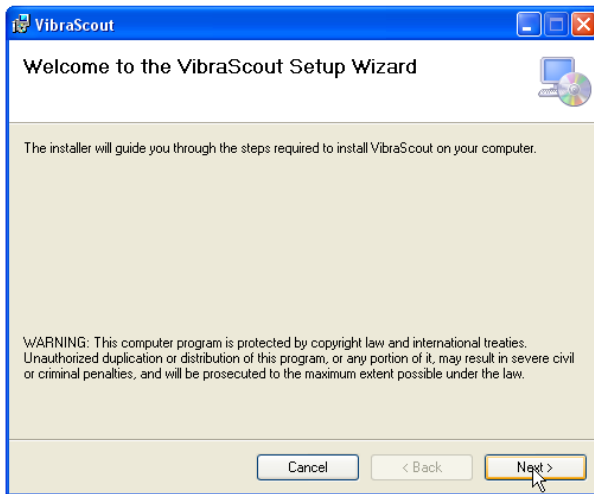 VibraScout
Welcome to the VibraScout Setup Wizard
The installer will guide you through the steps required to install VibraScout on your computer.
WARNING: This computer program is protected by copyright law and international treaties.
Unauthorized duplication or distribution of this program, or any portion of it, may result in severe civil
or criminal penalties, and will be prosecuted to the maximum extent possible under the law.
Cancel < Back Next >